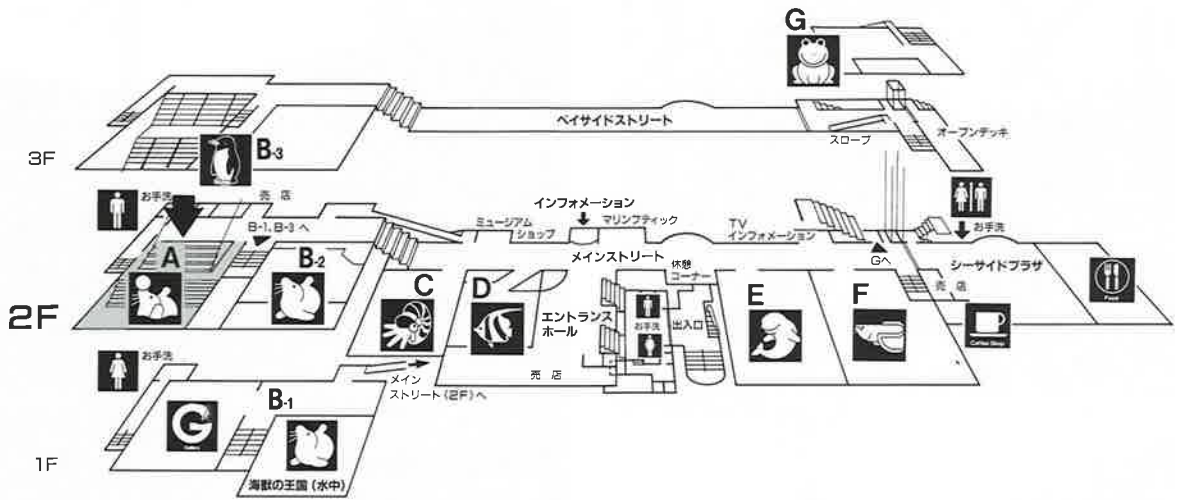 G
ベイサイドストリート
スロープ
オープンデッキ
3F
B-3
お手洗
売店
B-1、B-3 へ
インフォメーション
ミュージアム
ショップ
マリンブティック
TV
インフォメーション
お手洗
メインストリート
休憩
コーナー
Gへ
シーサイドプラザ
売店
Food
A
B-2
C
D
エントランス
ホール
お手洗
出入口
E
F
Coffee Shop
2F
お手洗
売店
メイン
ストリート(2F)へ
B-1
G
海獣の王国(水中)
1F